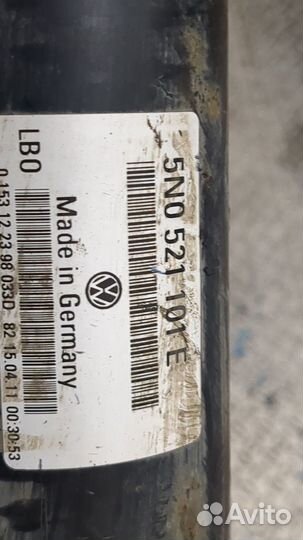 5N0 521 101 E
Made in Germany
LBO
0 153 12 23 98 033D 82 15.04.11 00:30:53
Avito